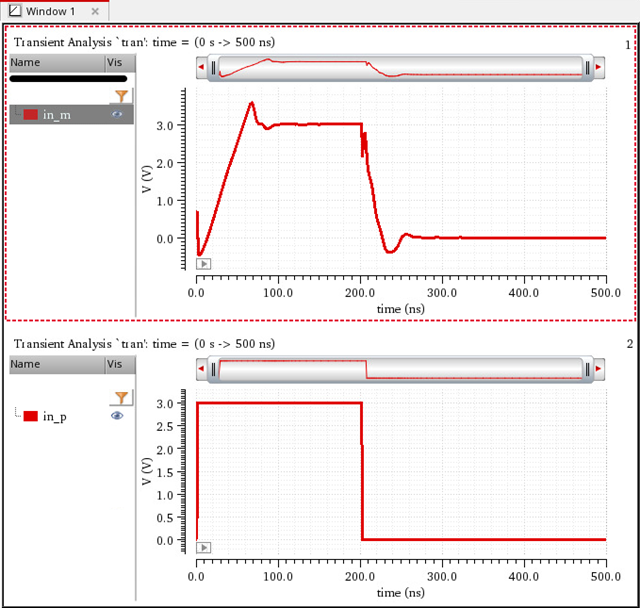 Window 1
Transient Analysis `tran': time = (0 s -> 500 ns)
1
Name Vis
in_m
V (V)
3.0
2.0
1.0
0.0
0.0 100.0 200.0 300.0 400.0 500.0
time (ns)
Transient Analysis `tran': time = (0 s -> 500 ns)
2
Name Vis
in_p
V (V)
3.0
2.5
2.0
1.5
1.0
0.5
0.0
0.0 100.0 200.0 300.0 400.0 500.0
time (ns)